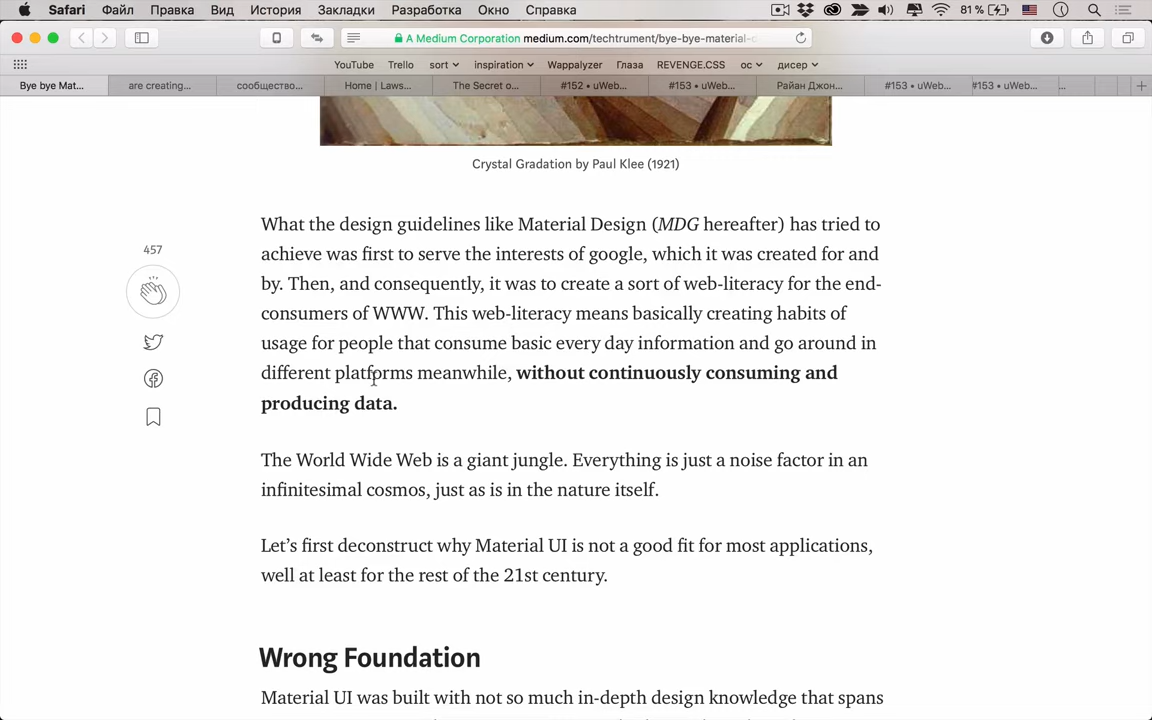 Safari Файл Правка Вид История Закладки Разработка Окно Справка 81 %
A Medium Corporation medium.com/techtrument/bye-bye-material-
YouTube Trello sort inspiration Wappalyzer Глаза REVENGE.CSS ос дисер
Bye bye Mat... are creating... сообщество... Home | Laws... The Secret o... #152 • uWeb... #153 • uWeb... Райан Джон... #153 • uWeb... #153 • uWeb... ...
Crystal Gradation by Paul Klee (1921)
What the design guidelines like Material Design (MDG hereafter) has tried to
achieve was first to serve the interests of google, which it was created for and
by. Then, and consequently, it was to create a sort of web-literacy for the end-
consumers of WWW. This web-literacy means basically creating habits of
usage for people that consume basic every day information and go around in
different platforms meanwhile, without continuously consuming and
producing data.
457
The World Wide Web is a giant jungle. Everything is just a noise factor in an
infinitesimal cosmos, just as is in the nature itself.
Let’s first deconstruct why Material UI is not a good fit for most applications,
well at least for the rest of the 21st century.
Wrong Foundation
Material UI was built with not so much in-depth design knowledge that spans